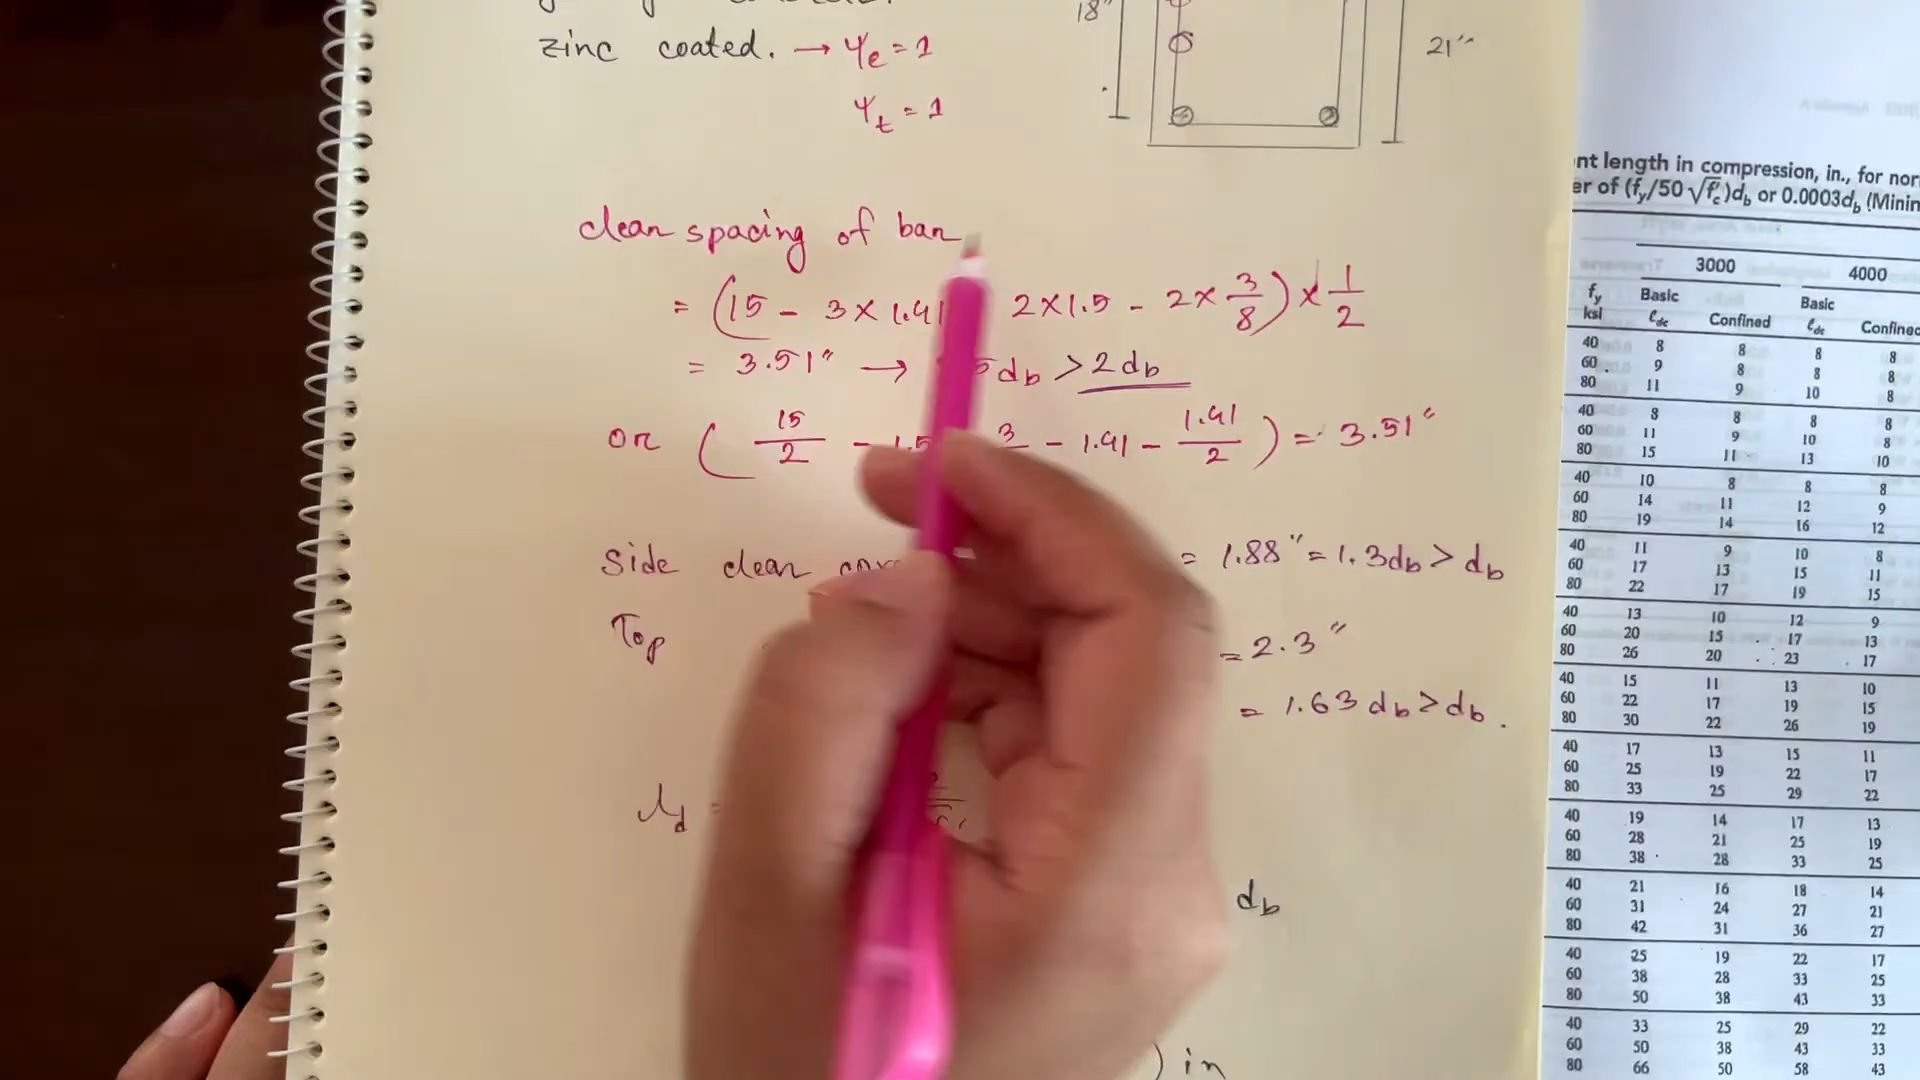 zinc coated. → Ψe = 1
Ψt = 1
18"
21"
clear spacing of bar
= (15 - 3 × 1.41 2×1.5 - 2× 3/8) × 1/2
= 3.51" → db > 2 db
or ( 15/2 - 1.5 3 - 1.41 - 1.41/2 ) = 3.51"
Side clear = 1.88" = 1.3db > db
Top = 2.3"
= 1.63 db > db.
ld =
db
) in
nt length in compression, in., for nor
er of (fy/50 √f'c)db or 0.0003db (Minin
3000 4000
fy ksi Basic ℓdc Confined Basic ℓdc Confined
40 8 8 8 8
60 9 8 8 8
80 11 9 10 8
40 8 8 8 8
60 11 9 10 8
80 15 11 13 10
40 10 8 8 8
60 14 11 12 9
80 19 14 16 12
40 11 9 10 8
60 17 13 15 11
80 22 17 19 15
40 13 10 12 9
60 20 15 17 13
80 26 20 23 17
40 15 11 13 10
60 22 17 19 15
80 30 22 26 19
40 17 13 15 11
60 25 19 22 17
80 33 25 29 22
40 19 14 17 13
60 28 21 25 19
80 38 28 33 25
40 21 16 18 14
60 31 24 27 21
80 42 31 36 27
40 25 19 22 17
60 38 28 33 25
80 50 38 43 33
40 33 25 29 22
60 50 38 43 33
80 66 50 58 43